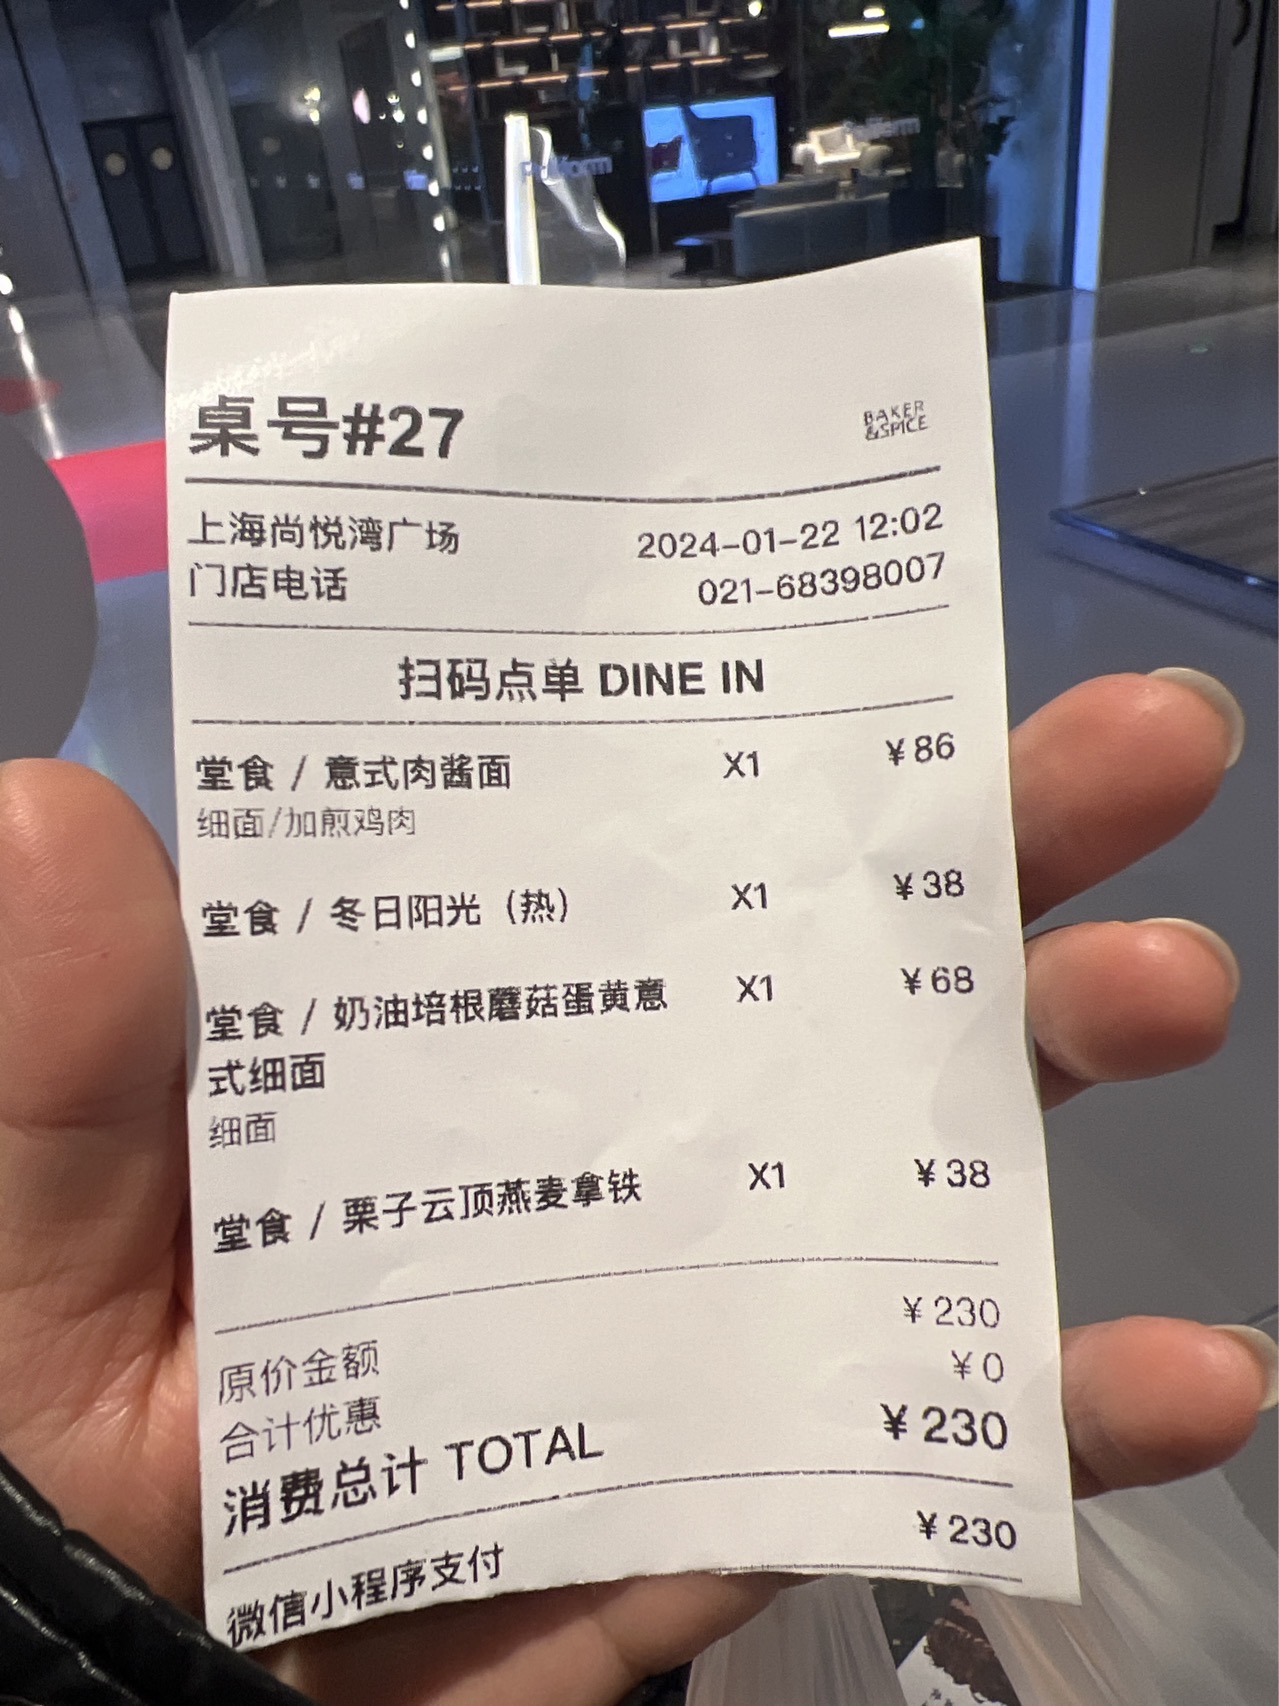 桌号#27
BAKER
&SPICE
上海尚悦湾广场 2024-01-22 12:02
门店电话 021-68398007
扫码点单 DINE IN
堂食 / 意式肉酱面 X1 ¥86
细面/加煎鸡肉
堂食 / 冬日阳光（热） X1 ¥38
堂食 / 奶油培根蘑菇蛋黄意 X1 ¥68
式细面
细面
堂食 / 栗子云顶燕麦拿铁 X1 ¥38
原价金额 ¥230
合计优惠 ¥0
消费总计 TOTAL ¥230
微信小程序支付 ¥230